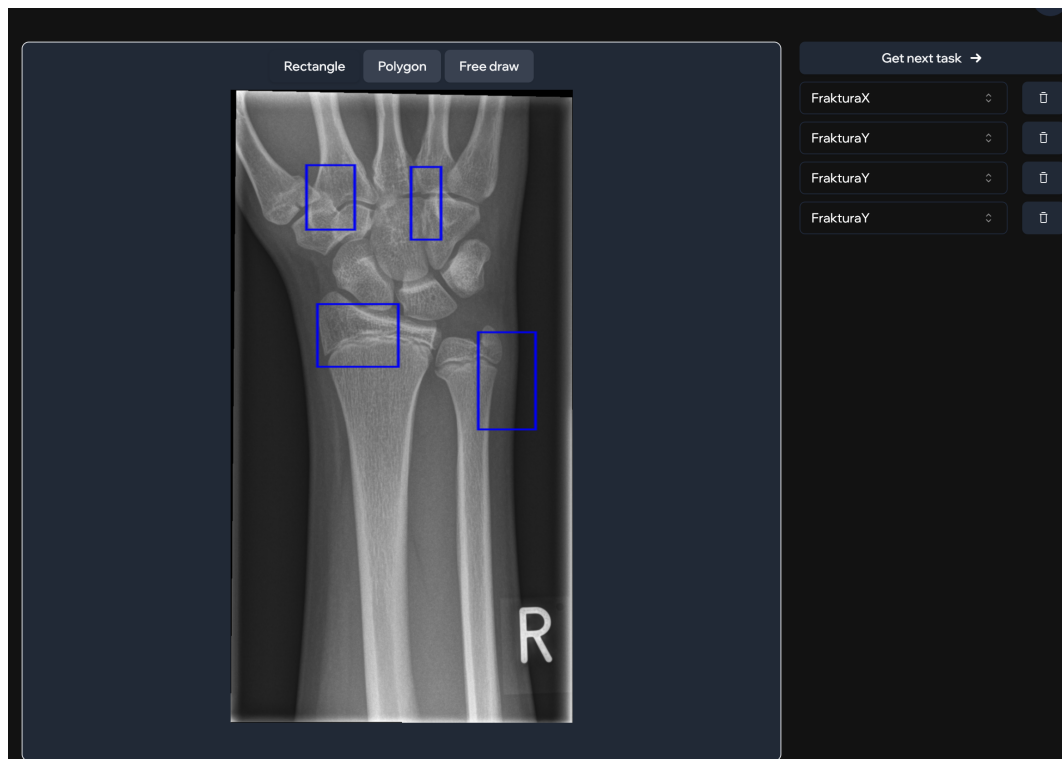 Rectangle Polygon Free draw
Get next task →
FrakturaX
FrakturaY
FrakturaY
FrakturaY
R